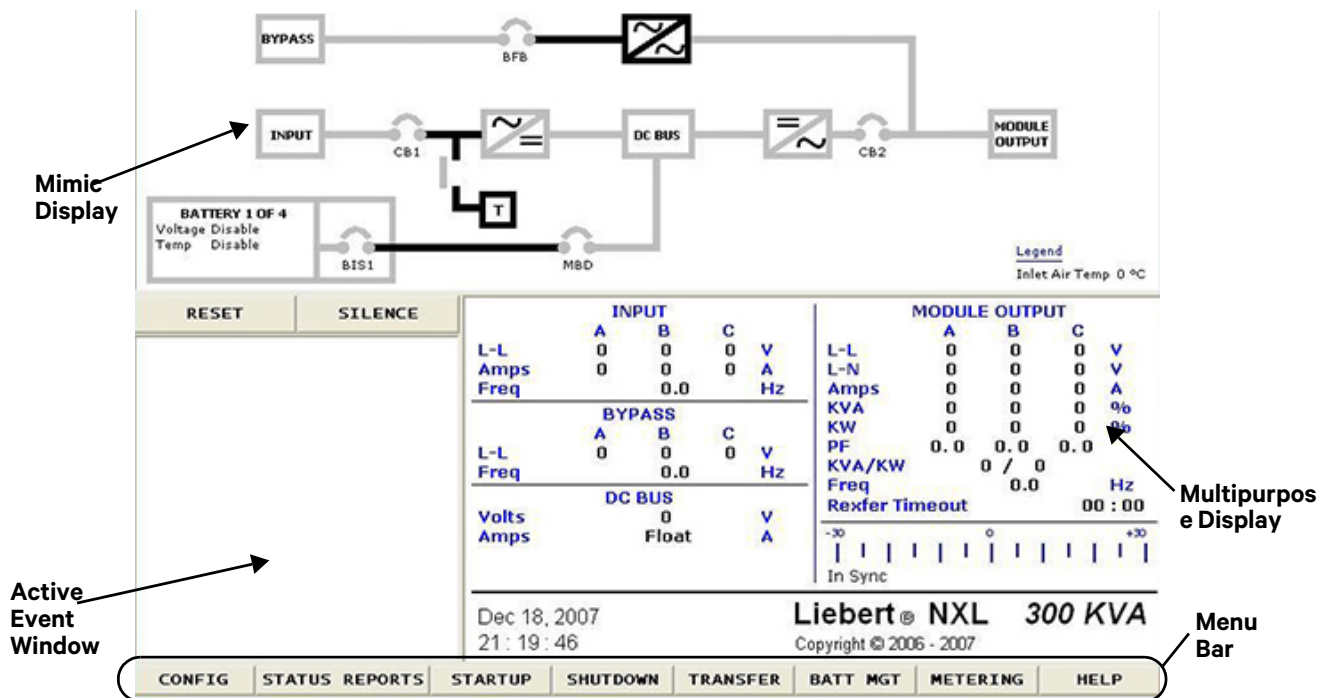 BYPASS
BFB
INPUT
CB1
DC BUS
CB2
MODULE
OUTPUT
Mimic
Display
T
BATTERY 1 OF 4
Voltage Disable
Temp Disable
BIS1
MBD
Legend
Inlet Air Temp 0 ºC
RESET SILENCE
INPUT
A B C
L-L 0 0 0 V
Amps 0 0 0 A
Freq 0.0 Hz
BYPASS
A B C
L-L 0 0 0 V
Freq 0.0 Hz
DC BUS
Volts 0 V
Amps Float A
MODULE OUTPUT
A B C
L-L 0 0 0 V
L-N 0 0 0 V
Amps 0 0 0 A
KVA 0 0 0 %
KW 0 0 0 %
PF 0.0 0.0 0.0
KVA/KW 0 / 0
Freq 0.0 Hz
Rexfer Timeout 00 : 00
-30 0 +30
In Sync
Multipurpos
e Display
Active
Event
Window
Dec 18, 2007
21 : 19 : 46
Liebert ® NXL 300 KVA
Copyright © 2006 - 2007
Menu
Bar
CONFIG STATUS REPORTS STARTUP SHUTDOWN TRANSFER BATT MGT METERING HELP